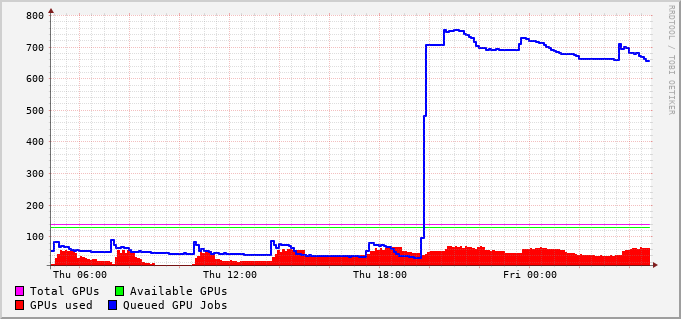 800
700
600
500
400
300
200
100
Thu 06:00 Thu 12:00 Thu 18:00 Fri 00:00
Total GPUs Available GPUs
GPUs used Queued GPU Jobs
RRDTOOL / TOBI OETIKER